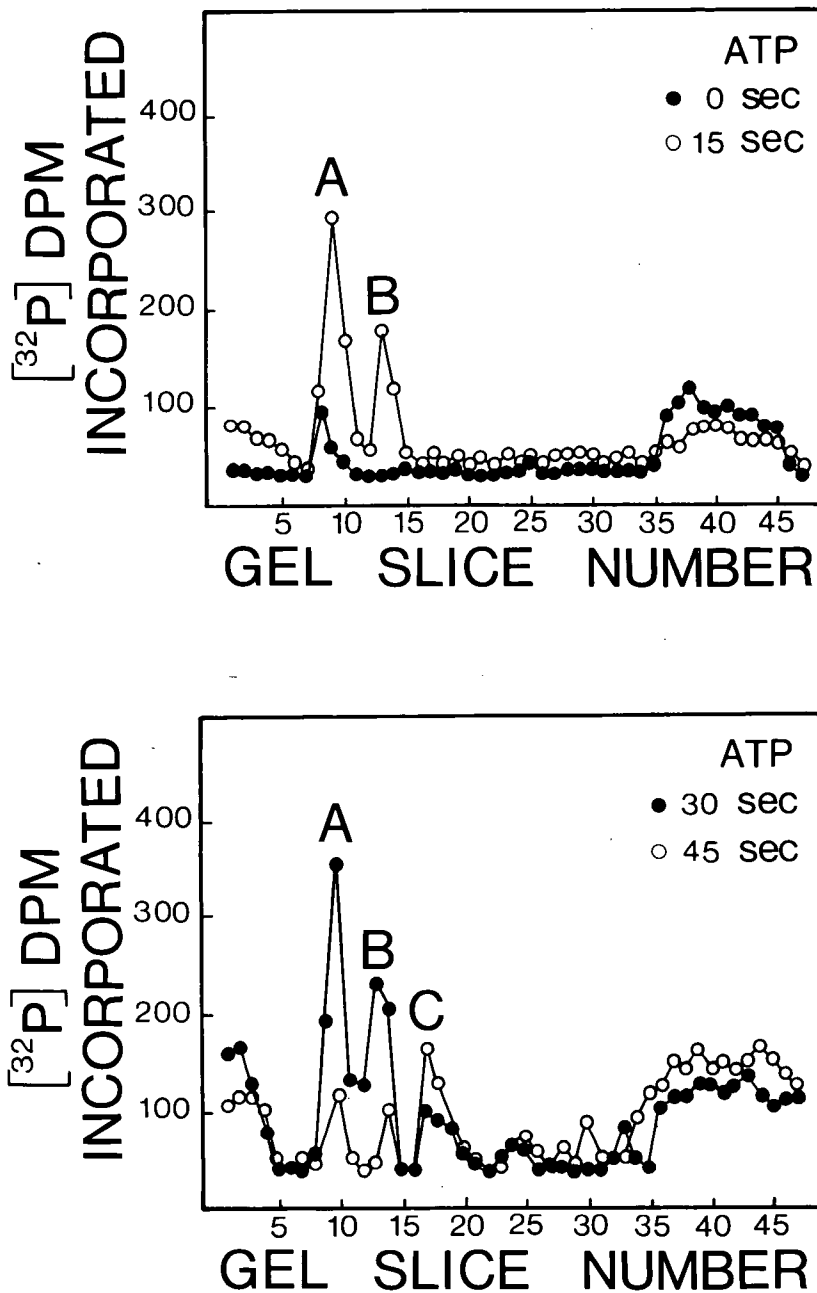 [³²P] DPM
INCORPORATED
400
300
200
100
ATP
● 0 sec
○ 15 sec
A
B
5 10 15 20 25 30 35 40 45
GEL SLICE NUMBER
[³²P] DPM
INCORPORATED
400
300
200
100
ATP
● 30 sec
○ 45 sec
A
B
C
5 10 15 20 25 30 35 40 45
GEL SLICE NUMBER